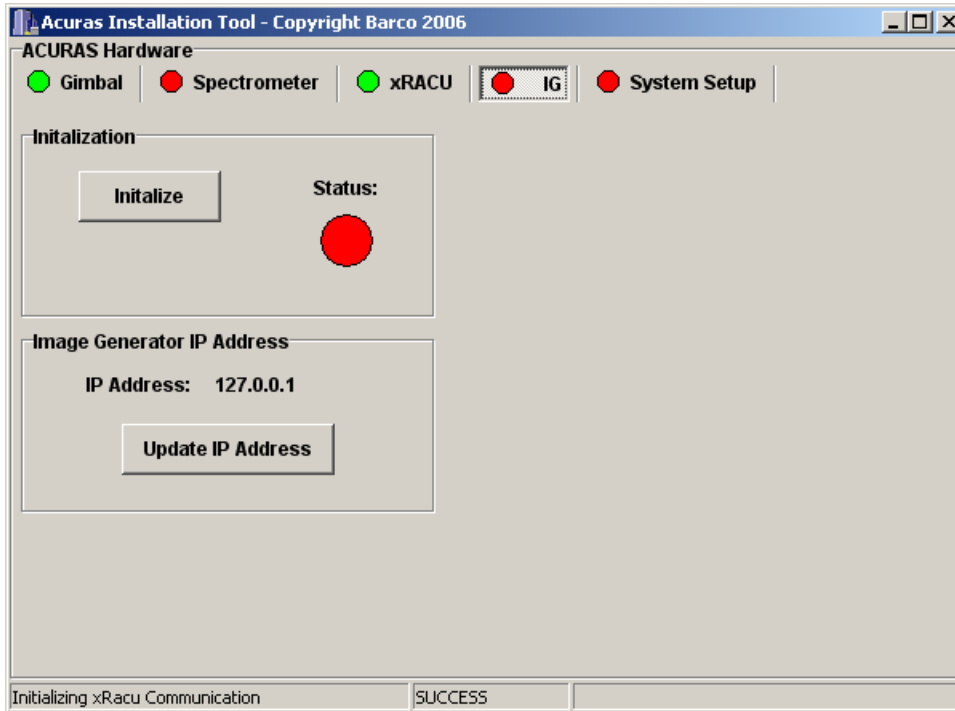 Acuras Installation Tool - Copyright Barco 2006
ACURAS Hardware
Gimbal Spectrometer xRACU IG System Setup
Initalization
Initalize
Status:
Image Generator IP Address
IP Address: 127.0.0.1
Update IP Address
Initializing xRacu Communication SUCCESS